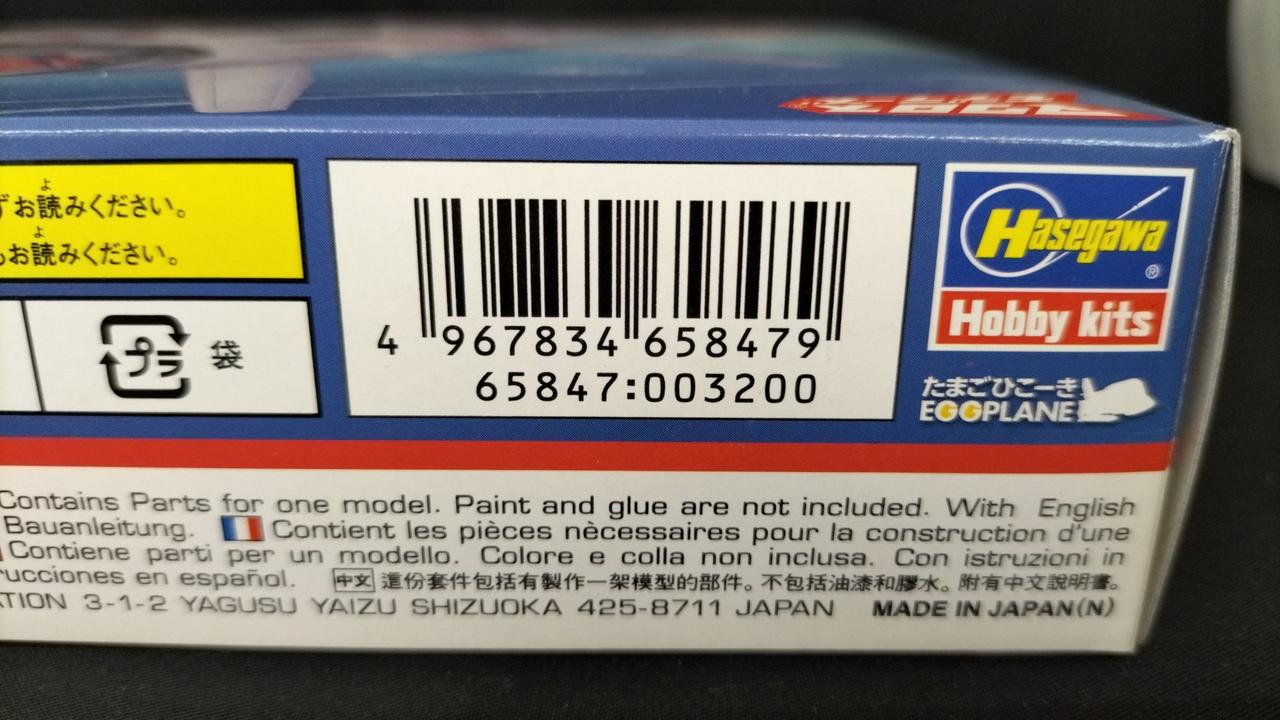 マクロス
ずお読みください。
もお読みください。
プラ 袋
4 967834 658479
65847:003200
Hasegawa ®
Hobby kits
たまごひこーき
EGGPLANE
Contains Parts for one model. Paint and glue are not included. With English
Bauanleitung. Contient les pièces nècessaires pour la construction d'une
Contiene parti per un modello. Colore e colla non inclusa. Con istruzioni in
rucciones en español. 中文 這份套件包括有製作一架模型的部件。不包括油漆和膠水。附有中文說明書。
TION 3-1-2 YAGUSU YAIZU SHIZUOKA 425-8711 JAPAN MADE IN JAPAN(N)